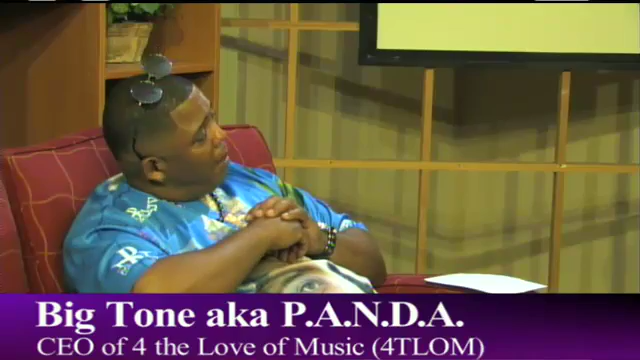 Big Tone aka P.A.N.D.A.
CEO of 4 the Love of Music (4TLOM)